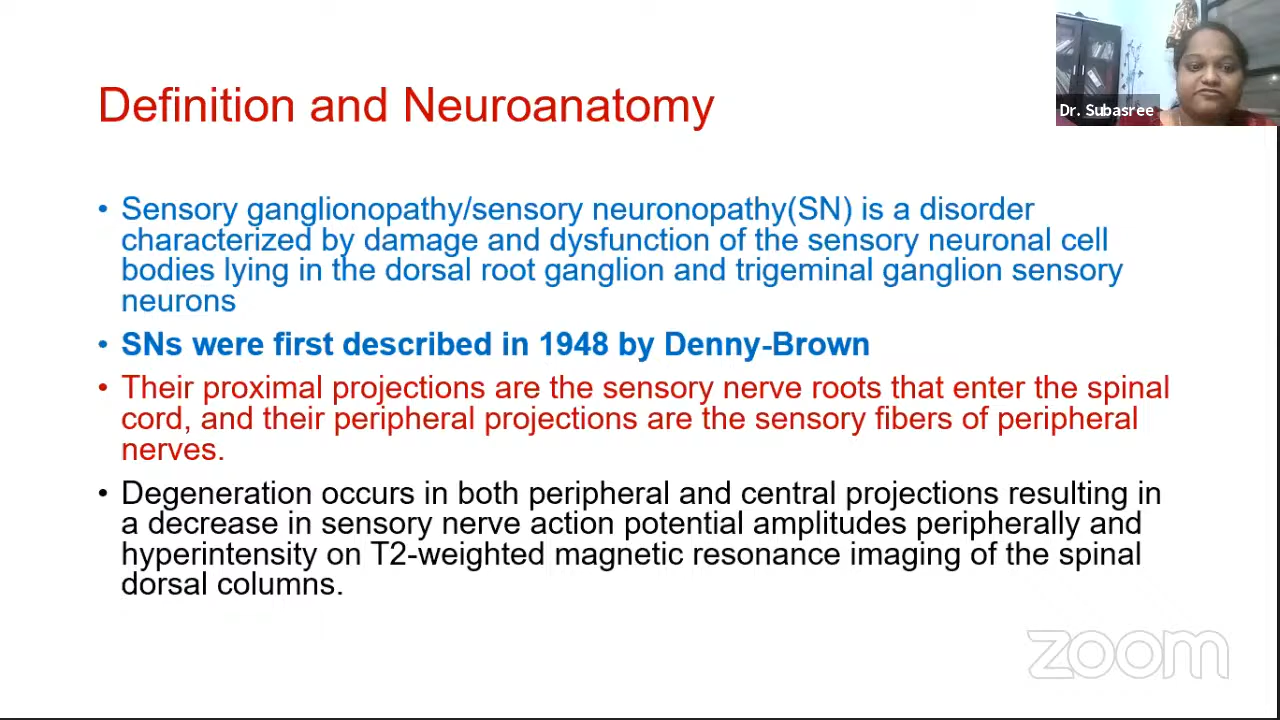 Definition and Neuroanatomy
Dr. Subasree
• Sensory ganglionopathy/sensory neuronopathy(SN) is a disorder
characterized by damage and dysfunction of the sensory neuronal cell
bodies lying in the dorsal root ganglion and trigeminal ganglion sensory
neurons
• SNs were first described in 1948 by Denny-Brown
• Their proximal projections are the sensory nerve roots that enter the spinal
cord, and their peripheral projections are the sensory fibers of peripheral
nerves.
• Degeneration occurs in both peripheral and central projections resulting in
a decrease in sensory nerve action potential amplitudes peripherally and
hyperintensity on T2-weighted magnetic resonance imaging of the spinal
dorsal columns.
zoom